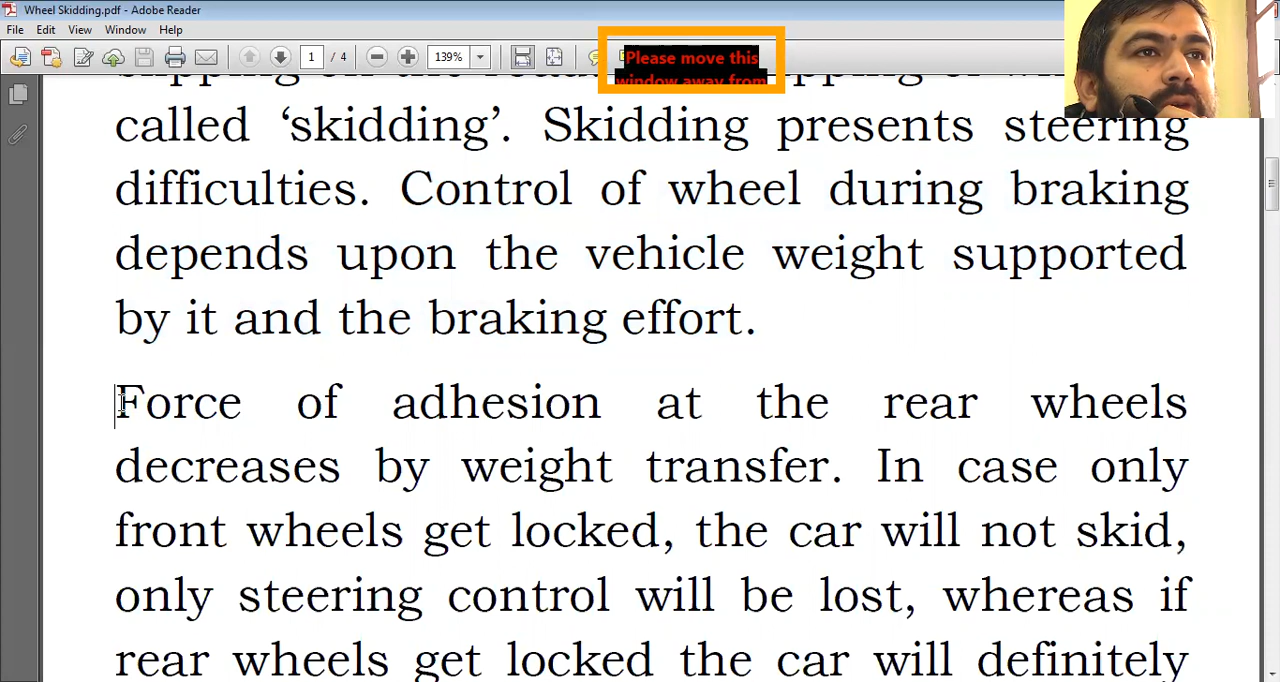 Wheel Skidding.pdf - Adobe Reader
File Edit View Window Help
1 / 4 139%
Please move this
window away from
called ‘skidding’. Skidding presents steering
difficulties. Control of wheel during braking
depends upon the vehicle weight supported
by it and the braking effort.
Force of adhesion at the rear wheels
decreases by weight transfer. In case only
front wheels get locked, the car will not skid,
only steering control will be lost, whereas if
rear wheels get locked the car will definitely